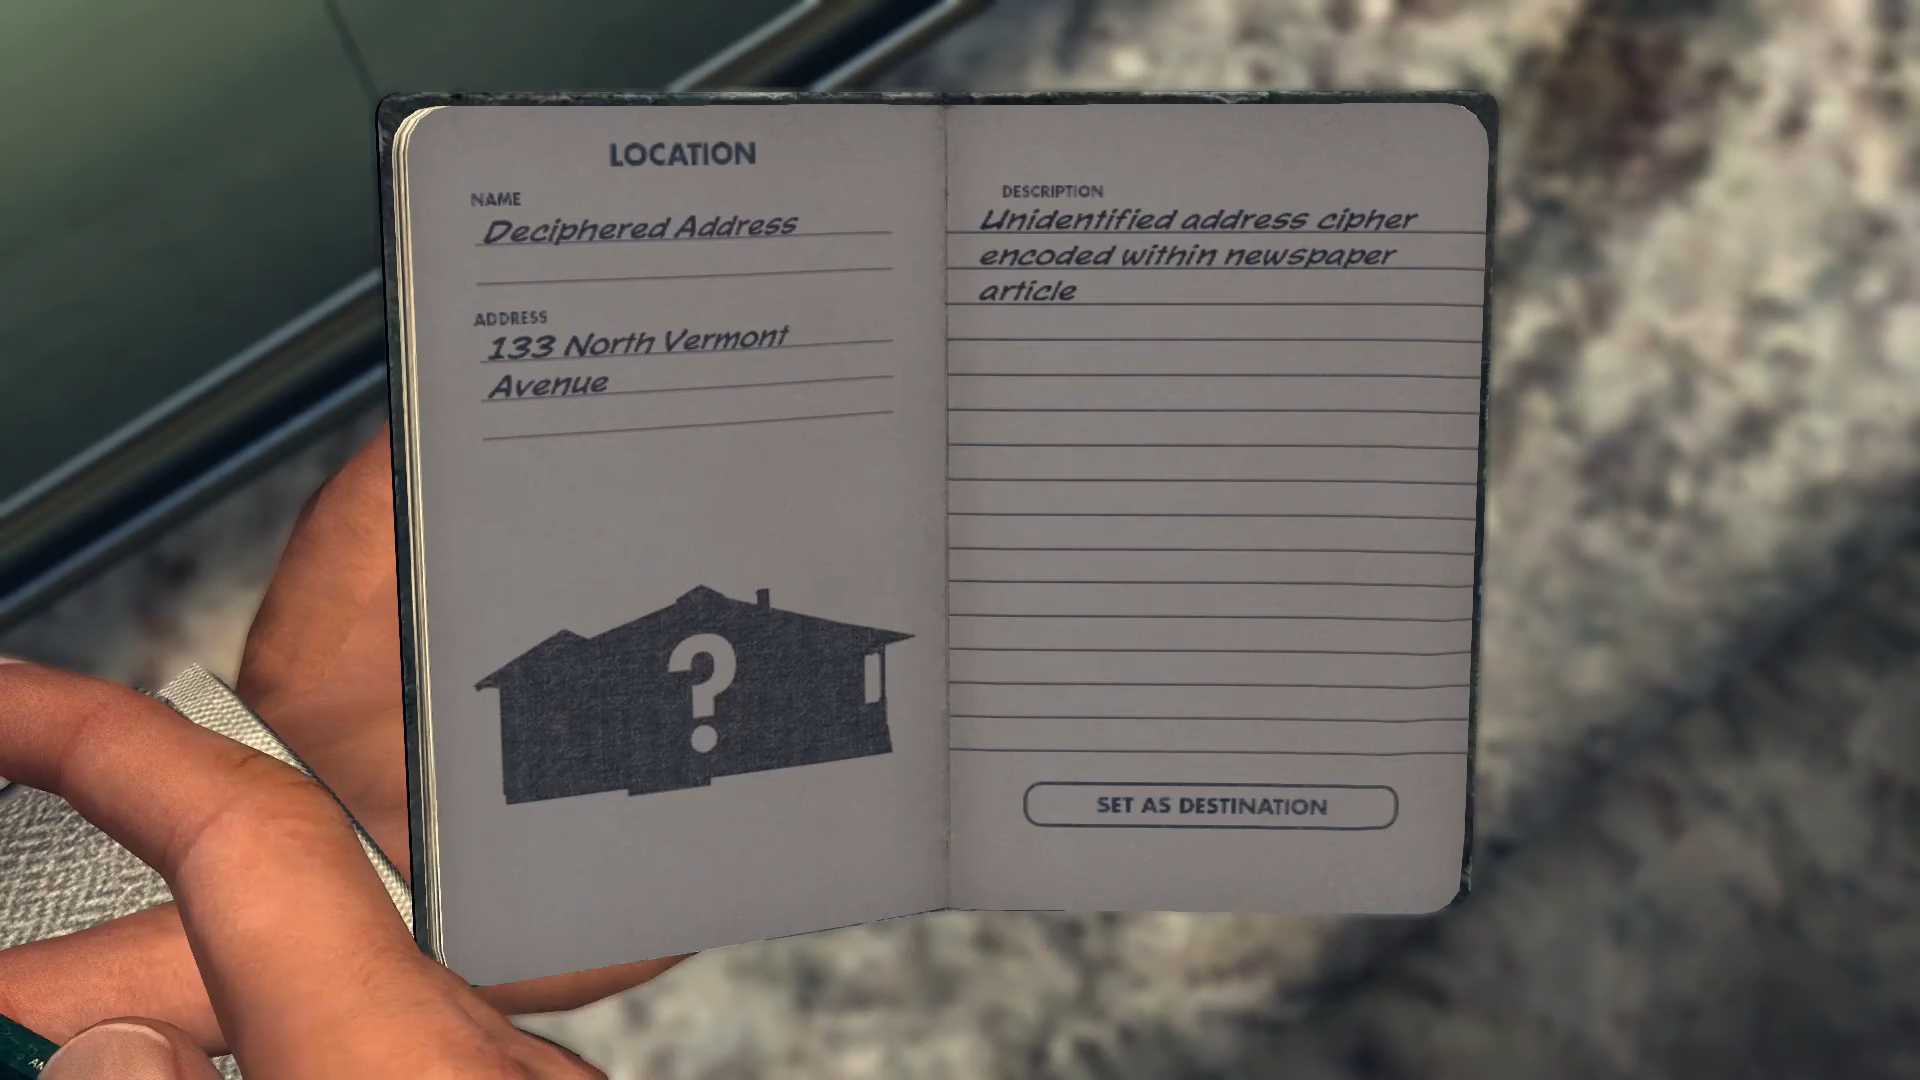 LOCATION
NAME
Deciphered Address
ADDRESS
133 North Vermont
Avenue
?
DESCRIPTION
Unidentified address cipher
encoded within newspaper
article
SET AS DESTINATION